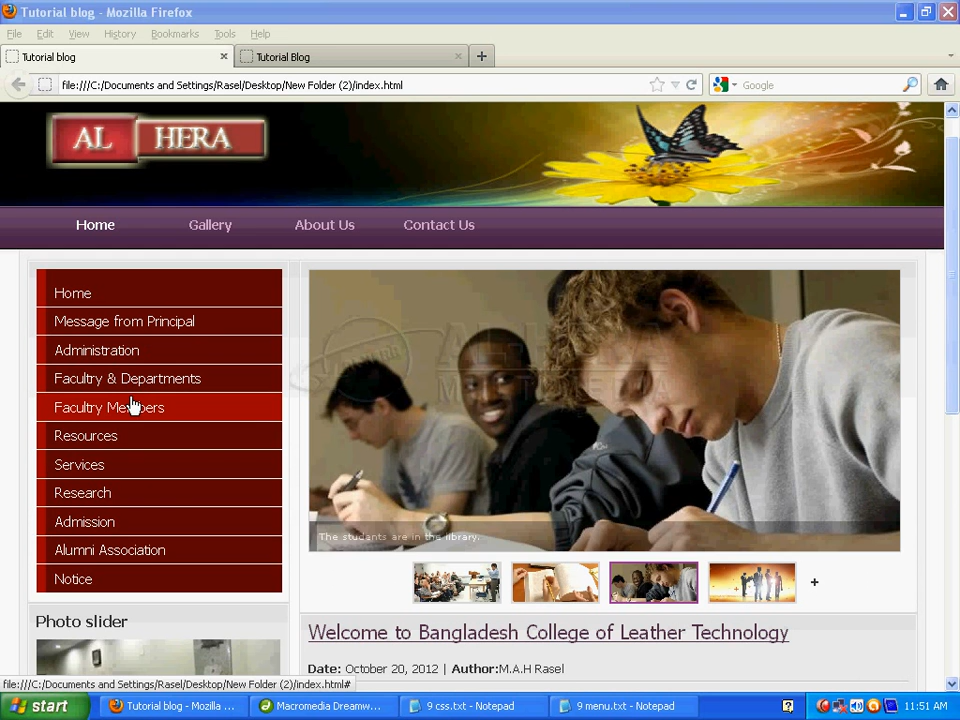 Tutorial blog - Mozilla Firefox
File Edit View History Bookmarks Tools Help
Tutorial blog
Tutorial Blog
file:///C:/Documents and Settings/Rasel/Desktop/New Folder (2)/index.html
Google
AL HERA
Home Gallery About Us Contact Us
Home
Message from Principal
Administration
Facultry & Departments
Facultry Members
Resources
Services
Research
Admission
Alumni Association
Notice
The students are in the library.
+
Photo slider
Welcome to Bangladesh College of Leather Technology
Date: October 20, 2012 | Author:M.A.H Rasel
file:///C:/Documents and Settings/Rasel/Desktop/New Folder (2)/index.html#
start
Tutorial blog - Mozilla ...
Macromedia Dreamw...
9 css.txt - Notepad
9 menu.txt - Notepad
11:51 AM